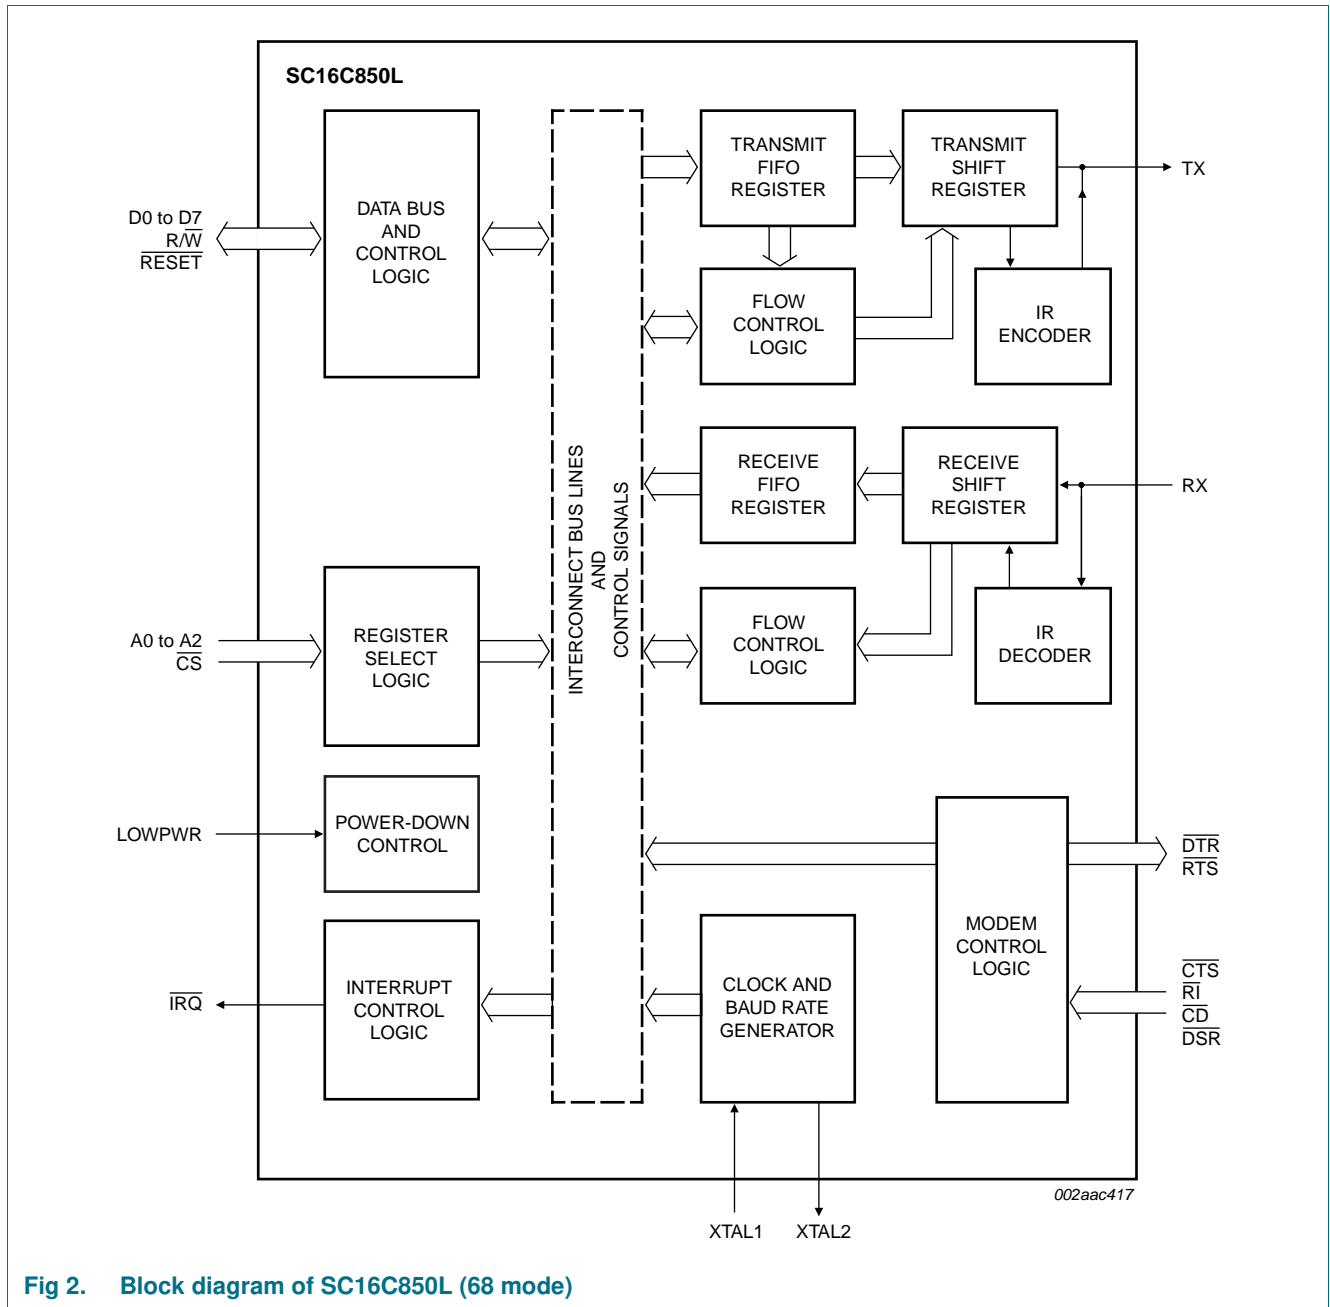 SC16C850L
D0 to D7
R/W
RESET
DATA BUS
AND
CONTROL
LOGIC
TRANSMIT
FIFO
REGISTER
TRANSMIT
SHIFT
REGISTER
TX
FLOW
CONTROL
LOGIC
IR
ENCODER
INTERCONNECT BUS LINES
AND
CONTROL SIGNALS
RECEIVE
FIFO
REGISTER
RECEIVE
SHIFT
REGISTER
RX
A0 to A2
CS
REGISTER
SELECT
LOGIC
FLOW
CONTROL
LOGIC
IR
DECODER
LOWPWR
POWER-DOWN
CONTROL
DTR
RTS
MODEM
CONTROL
LOGIC
IRQ
INTERRUPT
CONTROL
LOGIC
CLOCK AND
BAUD RATE
GENERATOR
CTS
RI
CD
DSR
002aac417
XTAL1
XTAL2
Fig 2. Block diagram of SC16C850L (68 mode)